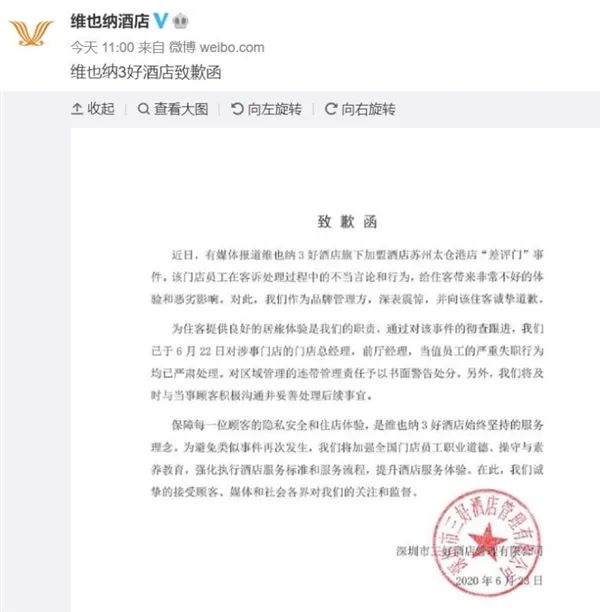 维也纳酒店
今天 11:00 来自 微博 weibo.com
维也纳3好酒店致歉函
收起 查看大图 向左旋转 向右旋转
致歉函
近日，有媒体报道维也纳3好酒店旗下加盟酒店苏州太仓港店“差评门”事
件。该门店员工在客诉处理过程中的不当言论和行为，给住客带来非常不好的体
验和恶劣影响。对此，我们作为品牌管理方，深表震惊，并向该住客诚挚道歉。
为住客提供良好的居旅体验是我们的职责，通过对该事件的彻查跟进，我们
已于6月22日对涉事门店的门店总经理，前厅经理，当值员工的严重失职行为
均已严肃处理。对区域管理的连带管理责任予以书面警告处分。另外，我们将及
时与当事顾客积极沟通并妥善处理后续事宜。
保障每一位顾客的隐私安全和住店体验，是维也纳3好酒店始终坚持的服务
理念。为避免类似事件再次发生，我们将加强全国门店员工职业道德、操守与素
养教育，强化执行酒店服务标准和服务流程，提升酒店服务体验。在此，我们诚
挚的接受顾客、媒体和社会各界对我们的关注和监督。
深圳市三好酒店管理有限公司
深圳市三好酒店管理有限公司
2020年6月23日